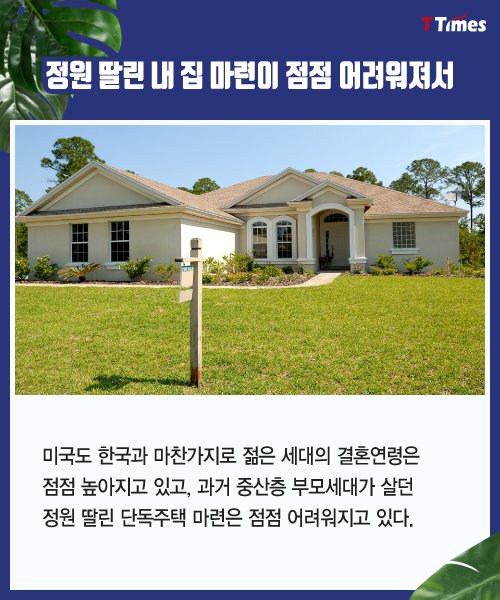 TTimes
정원 딸린 내 집 마련이 점점 어려워져서
미국도 한국과 마찬가지로 젊은 세대의 결혼연령은
점점 높아지고 있고, 과거 중산층 부모세대가 살던
정원 딸린 단독주택 마련은 점점 어려워지고 있다.